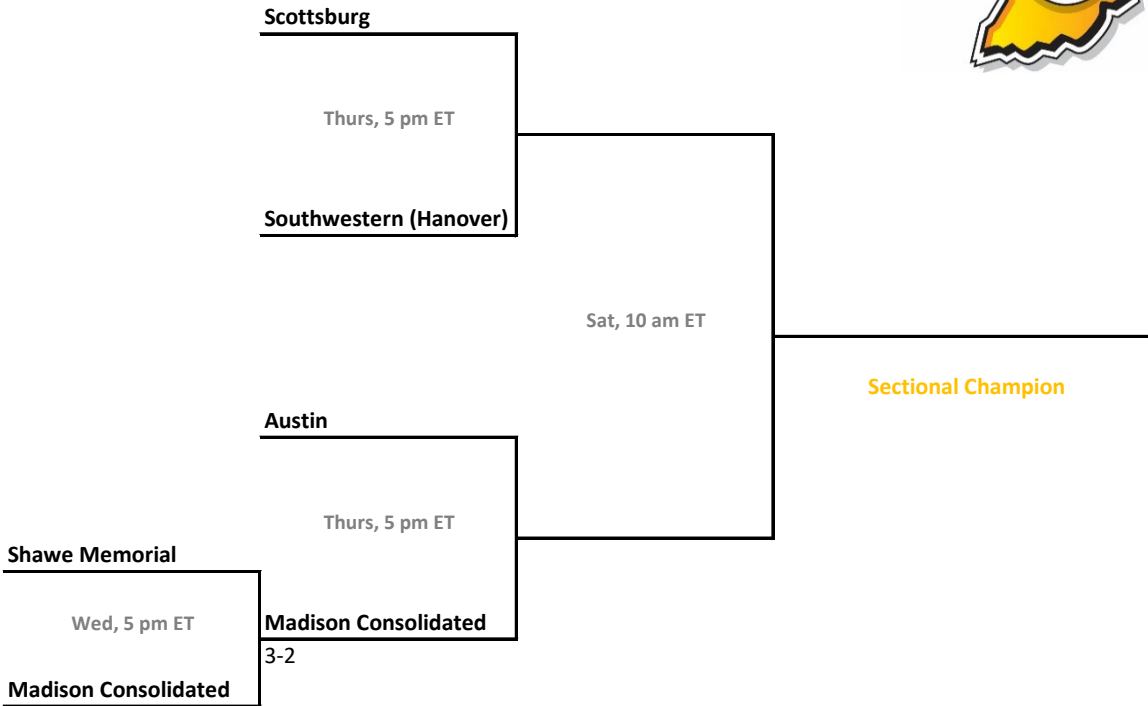 Scottsburg
Thurs, 5 pm ET
Southwestern (Hanover)
Sat, 10 am ET
Sectional Champion
Austin
Thurs, 5 pm ET
Shawe Memorial
Wed, 5 pm ET
Madison Consolidated
3-2
Madison Consolidated